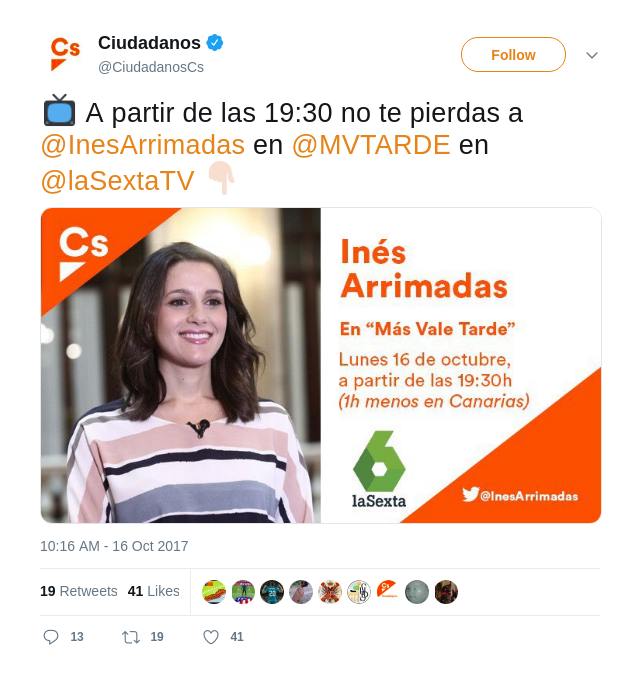 Ciudadanos
@CiudadanosCs
Follow
A partir de las 19:30 no te pierdas a
@InesArrimadas en @MVTARDE en
@laSextaTV
Cs
Cs
Inés
Arrimadas
En “Más Vale Tarde”
Lunes 16 de octubre,
a partir de las 19:30h
(1h menos en Canarias)
laSexta
@InesArrimadas
10:16 AM - 16 Oct 2017
19 Retweets 41 Likes
13 19 41